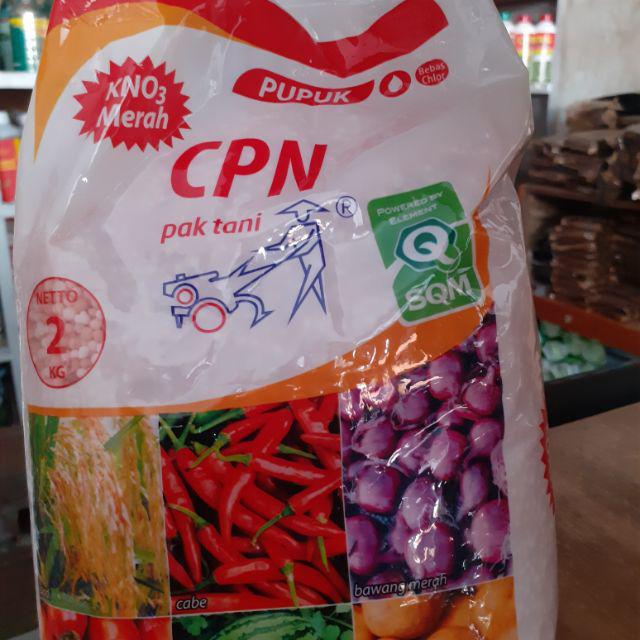 KNO3
Merah
PUPUK
Bebas
Chlor
CPN
pak tani
®
POWERED BY
ELEMENT
Q
SQM
NETTO
2
KG
cabe
bawang merah